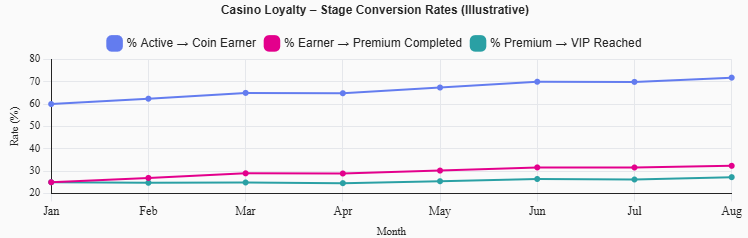 Casino Loyalty – Stage Conversion Rates (Illustrative)
% Active → Coin Earner % Earner → Premium Completed % Premium → VIP Reached
80
70
60
50
40
30
20
Rate (%)
Jan Feb Mar Apr May Jun Jul Aug
Month